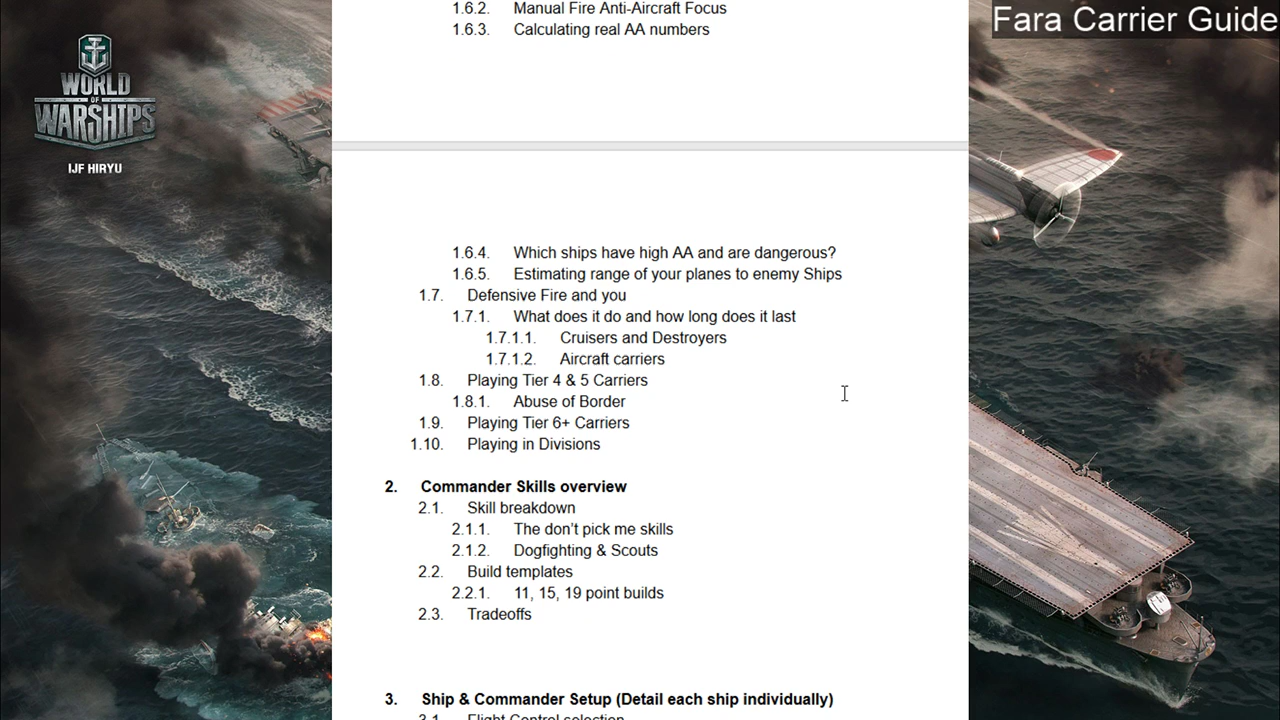 1.6.2. Manual Fire Anti-Aircraft Focus
Fara Carrier Guide
1.6.3. Calculating real AA numbers
WORLD
OF
WARSHIPS
IJF HIRYU
1.6.4. Which ships have high AA and are dangerous?
1.6.5. Estimating range of your planes to enemy Ships
1.7. Defensive Fire and you
1.7.1. What does it do and how long does it last
1.7.1.1. Cruisers and Destroyers
1.7.1.2. Aircraft carriers
1.8. Playing Tier 4 & 5 Carriers
1.8.1. Abuse of Border
1.9. Playing Tier 6+ Carriers
1.10. Playing in Divisions
2. Commander Skills overview
2.1. Skill breakdown
2.1.1. The don't pick me skills
2.1.2. Dogfighting & Scouts
2.2. Build templates
2.2.1. 11, 15, 19 point builds
2.3. Tradeoffs
3. Ship & Commander Setup (Detail each ship individually)
3.1. Flight Control selection